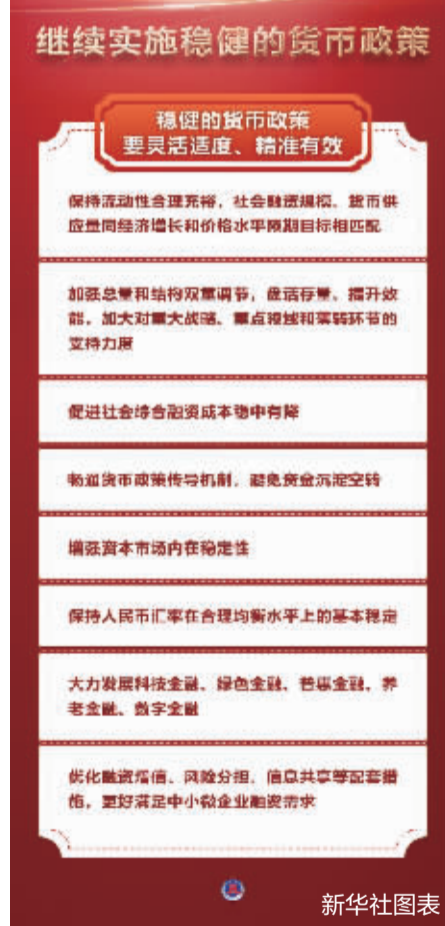 继续实施稳健的货币政策
稳健的货币政策
要灵活适度、精准有效
保持流动性合理充裕，社会融资规模、货币供
应量同经济增长和价格水平预期目标相匹配
加强总量和结构双重调节，盘活存量、提升效
能，加大对重大战略、重点领域和薄弱环节的
支持力度
促进社会综合融资成本稳中有降
畅通货币政策传导机制，避免资金沉淀空转
增强资本市场内在稳定性
保持人民币汇率在合理均衡水平上的基本稳定
大力发展科技金融、绿色金融、普惠金融、养
老金融、数字金融
优化融资增信、风险分担、信息共享等配套措
施，更好满足中小微企业融资需求
新华社图表